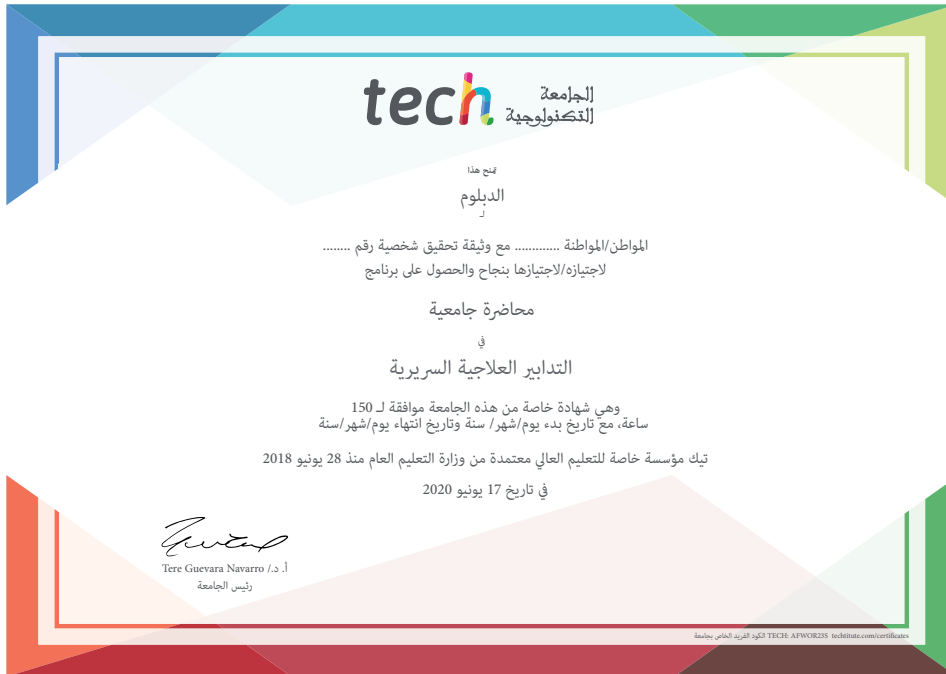 tech الجامعة
التكنولوجية
تمنح هذا
الدبلوم
لـ
المواطن/المواطنة ............ مع وثيقة تحقيق شخصية رقم ........
لاجتيازه/لاجتيازها بنجاح والحصول على برنامج
محاضرة جامعية
في
التدابير العلاجية السريرية
وهي شهادة خاصة من هذه الجامعة موافقة لـ 150
ساعة، مع تاريخ بدء يوم/شهر/ سنة وتاريخ انتهاء يوم/شهر/سنة
تيك مؤسسة خاصة للتعليم العالي معتمدة من وزارة التعليم العام منذ 28 يونيو 2018
في تاريخ 17 يونيو 2020
أ. د./ Tere Guevara Navarro
رئيس الجامعة
الكود الفريد الخاص بجامعة TECH: AFWOR23S techtitute.com/certificates